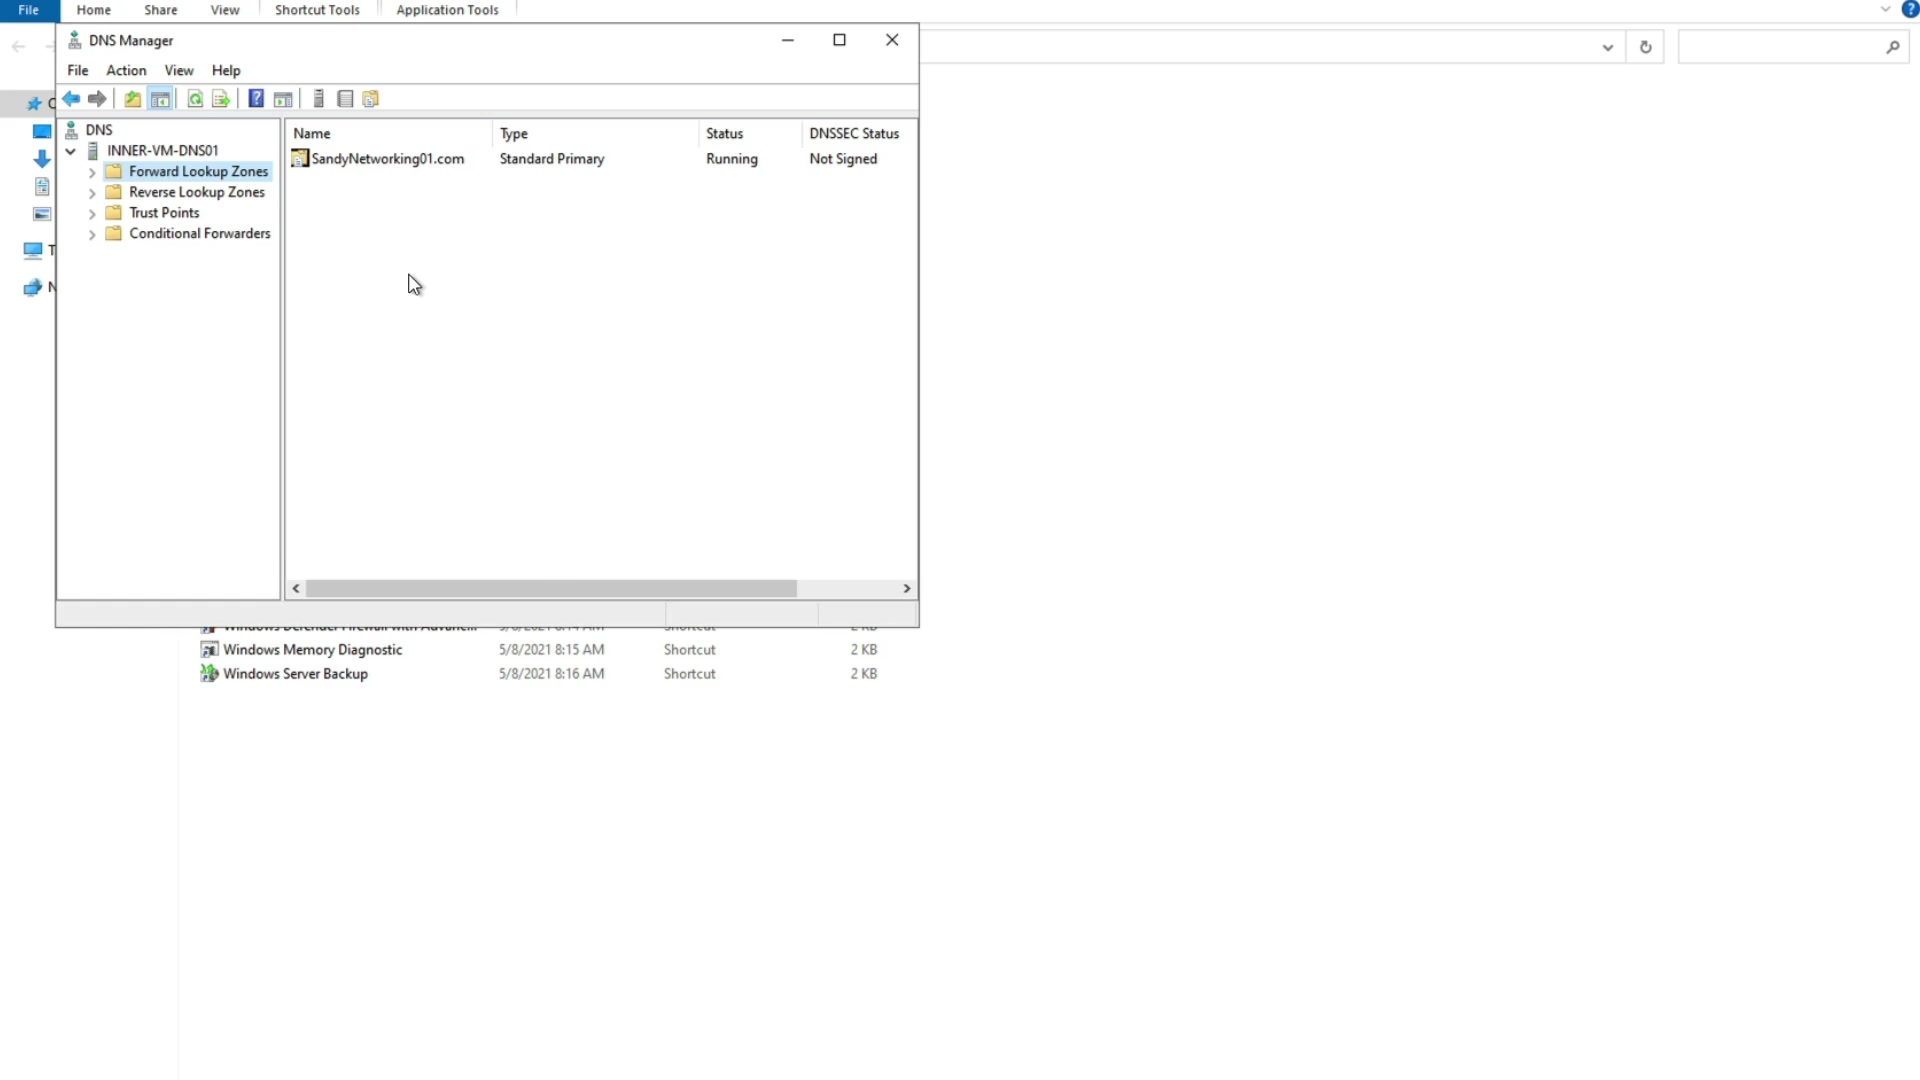 File Home Share View Shortcut Tools Application Tools
DNS Manager
File Action View Help
DNS
INNER-VM-DNS01
Forward Lookup Zones
Reverse Lookup Zones
Trust Points
Conditional Forwarders
Name Type Status DNSSEC Status
SandyNetworking01.com Standard Primary Running Not Signed
Windows Memory Diagnostic 5/8/2021 8:15 AM Shortcut 2 KB
Windows Server Backup 5/8/2021 8:16 AM Shortcut 2 KB